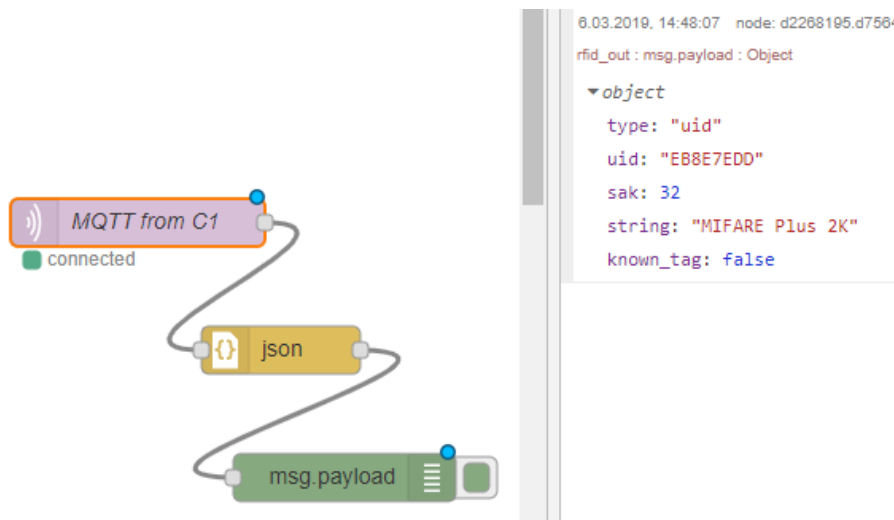 MQTT from C1
connected
json
msg.payload
6.03.2019, 14:48:07 node: d2268195.d7564
rfid_out : msg.payload : Object
object
type: "uid"
uid: "EB8E7EDD"
sak: 32
string: "MIFARE Plus 2K"
known_tag: false